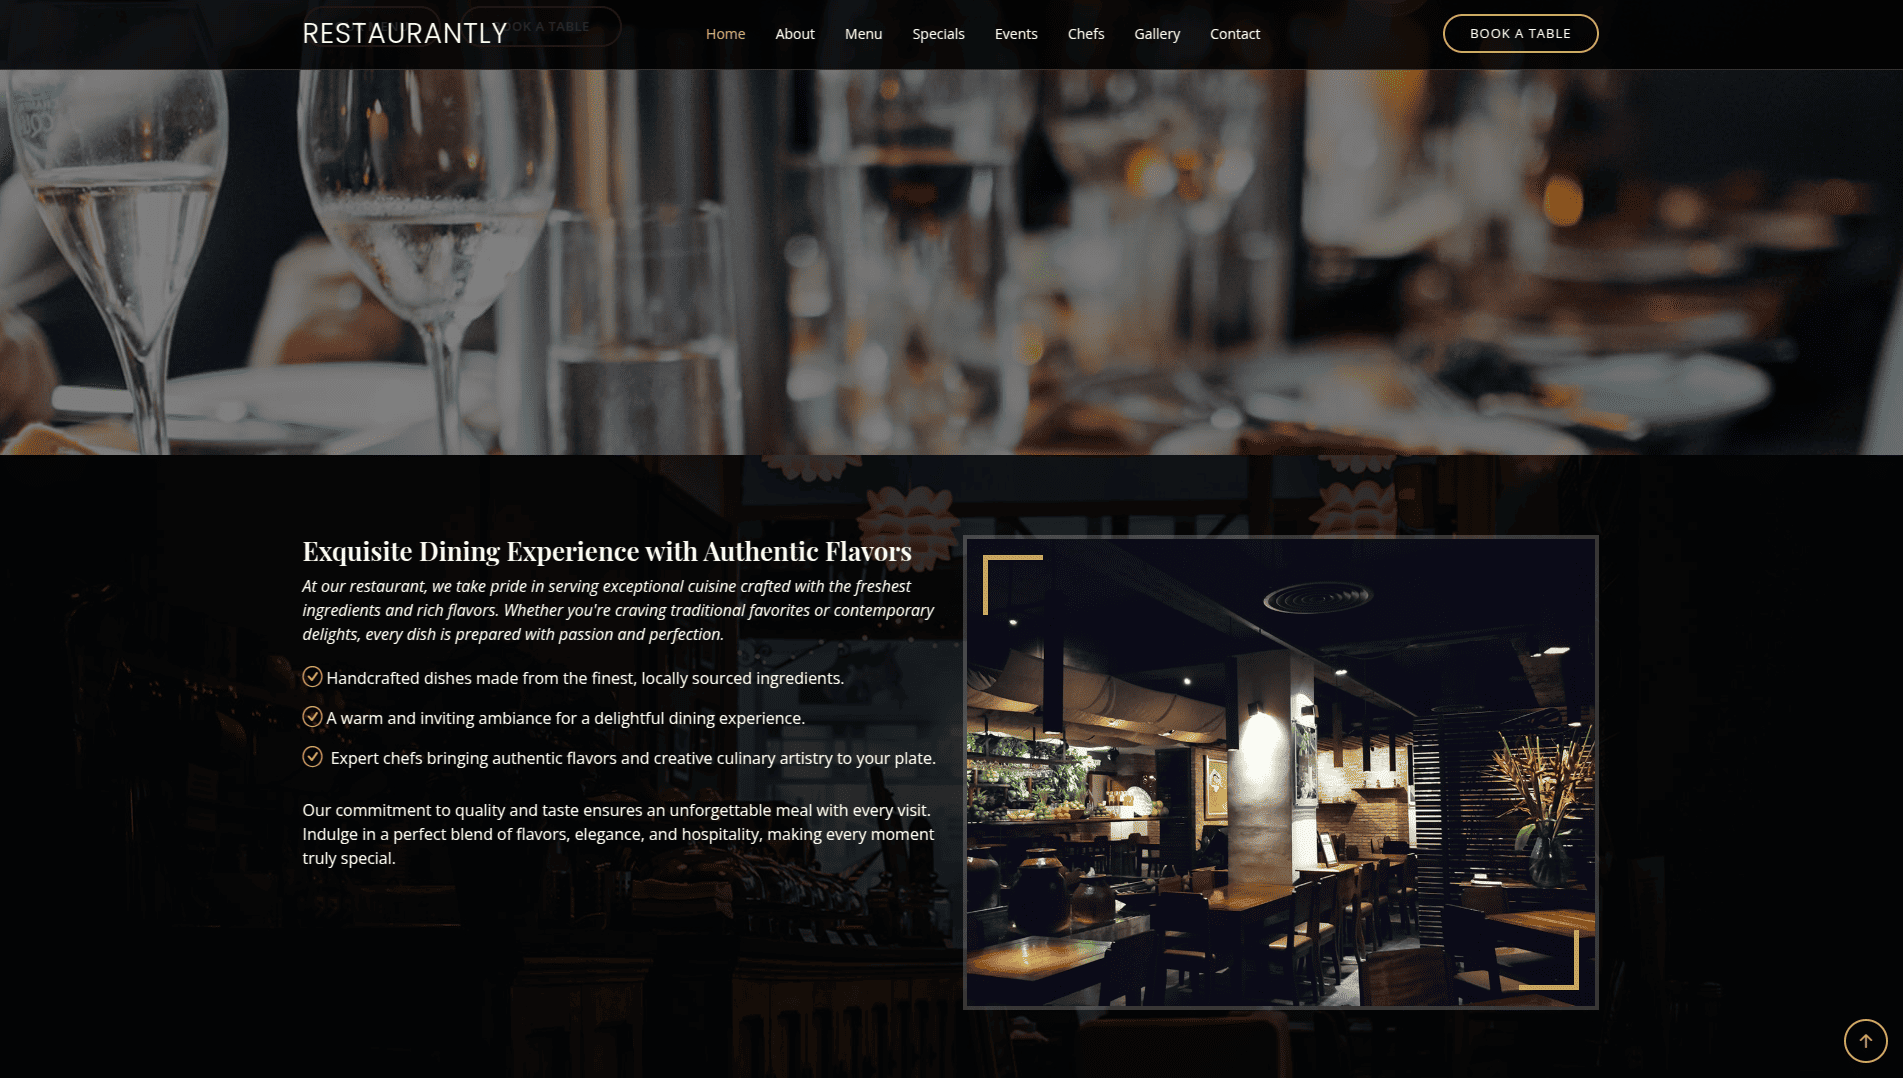 RESTAURANTLY
BOOK A TABLE
Home
About
Menu
Specials
Events
Chefs
Gallery
Contact
BOOK A TABLE
Exquisite Dining Experience with Authentic Flavors
At our restaurant, we take pride in serving exceptional cuisine crafted with the freshest
ingredients and rich flavors. Whether you're craving traditional favorites or contemporary
delights, every dish is prepared with passion and perfection.
Handcrafted dishes made from the finest, locally sourced ingredients.
A warm and inviting ambiance for a delightful dining experience.
Expert chefs bringing authentic flavors and creative culinary artistry to your plate.
Our commitment to quality and taste ensures an unforgettable meal with every visit.
Indulge in a perfect blend of flavors, elegance, and hospitality, making every moment
truly special.